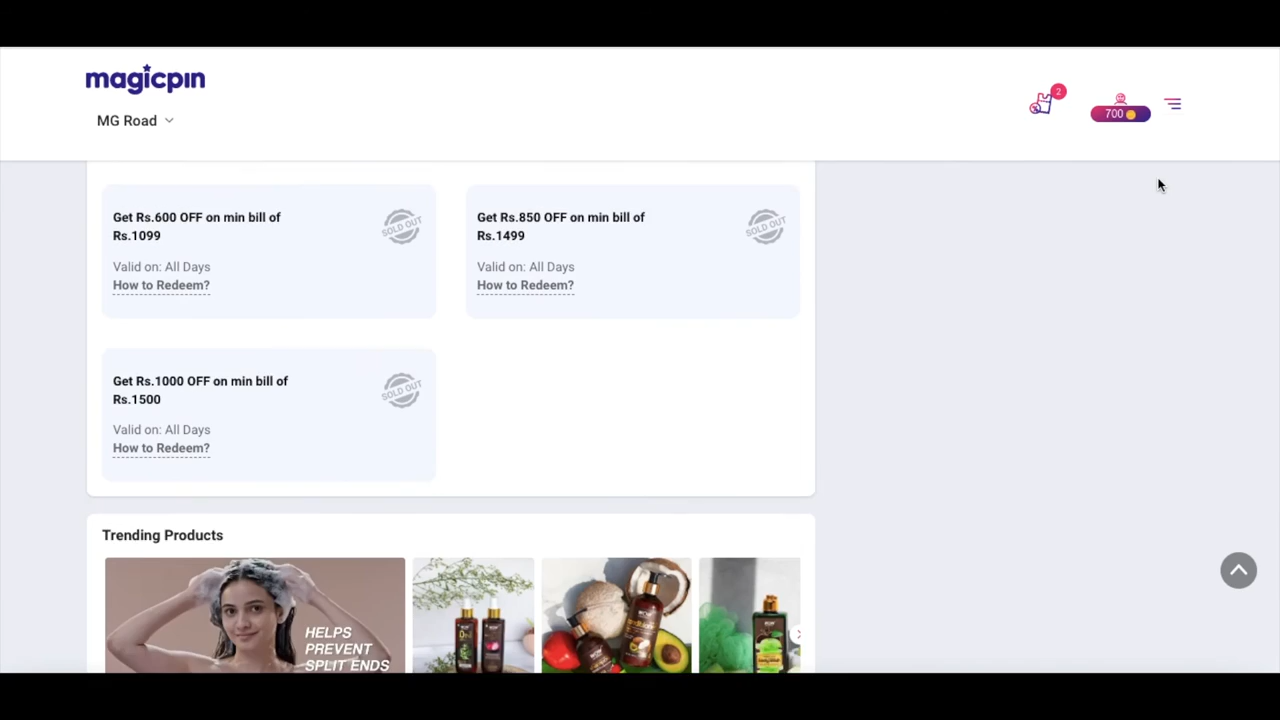 magicpin
2
700
MG Road
Get Rs.600 OFF on min bill of
Rs.1099
SOLD OUT
Valid on: All Days
How to Redeem?
Get Rs.850 OFF on min bill of
Rs.1499
SOLD OUT
Valid on: All Days
How to Redeem?
Get Rs.1000 OFF on min bill of
Rs.1500
SOLD OUT
Valid on: All Days
How to Redeem?
Trending Products
HELPS
PREVENT
SPLIT ENDS